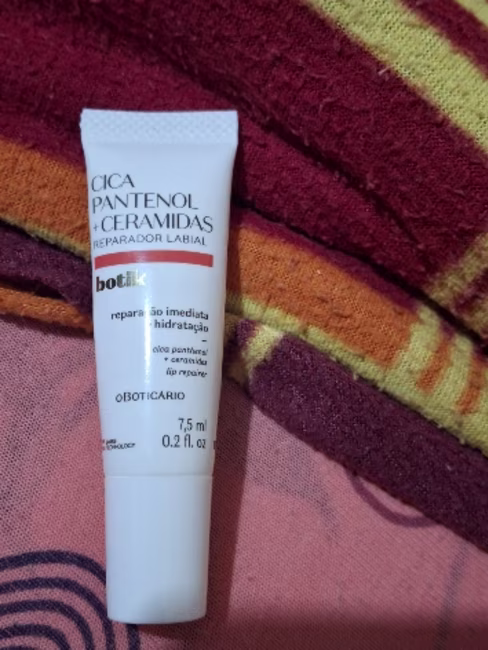 CICA
PANTENOL
+CERAMIDAS
REPARADOR LABIAL
botik
reparação imediata
+ hidratação
cica panthenol
+ ceramides
lip repairer
oBOTICÁRIO
7,5 ml
0.2 fl. oz
TECHNOLOGY